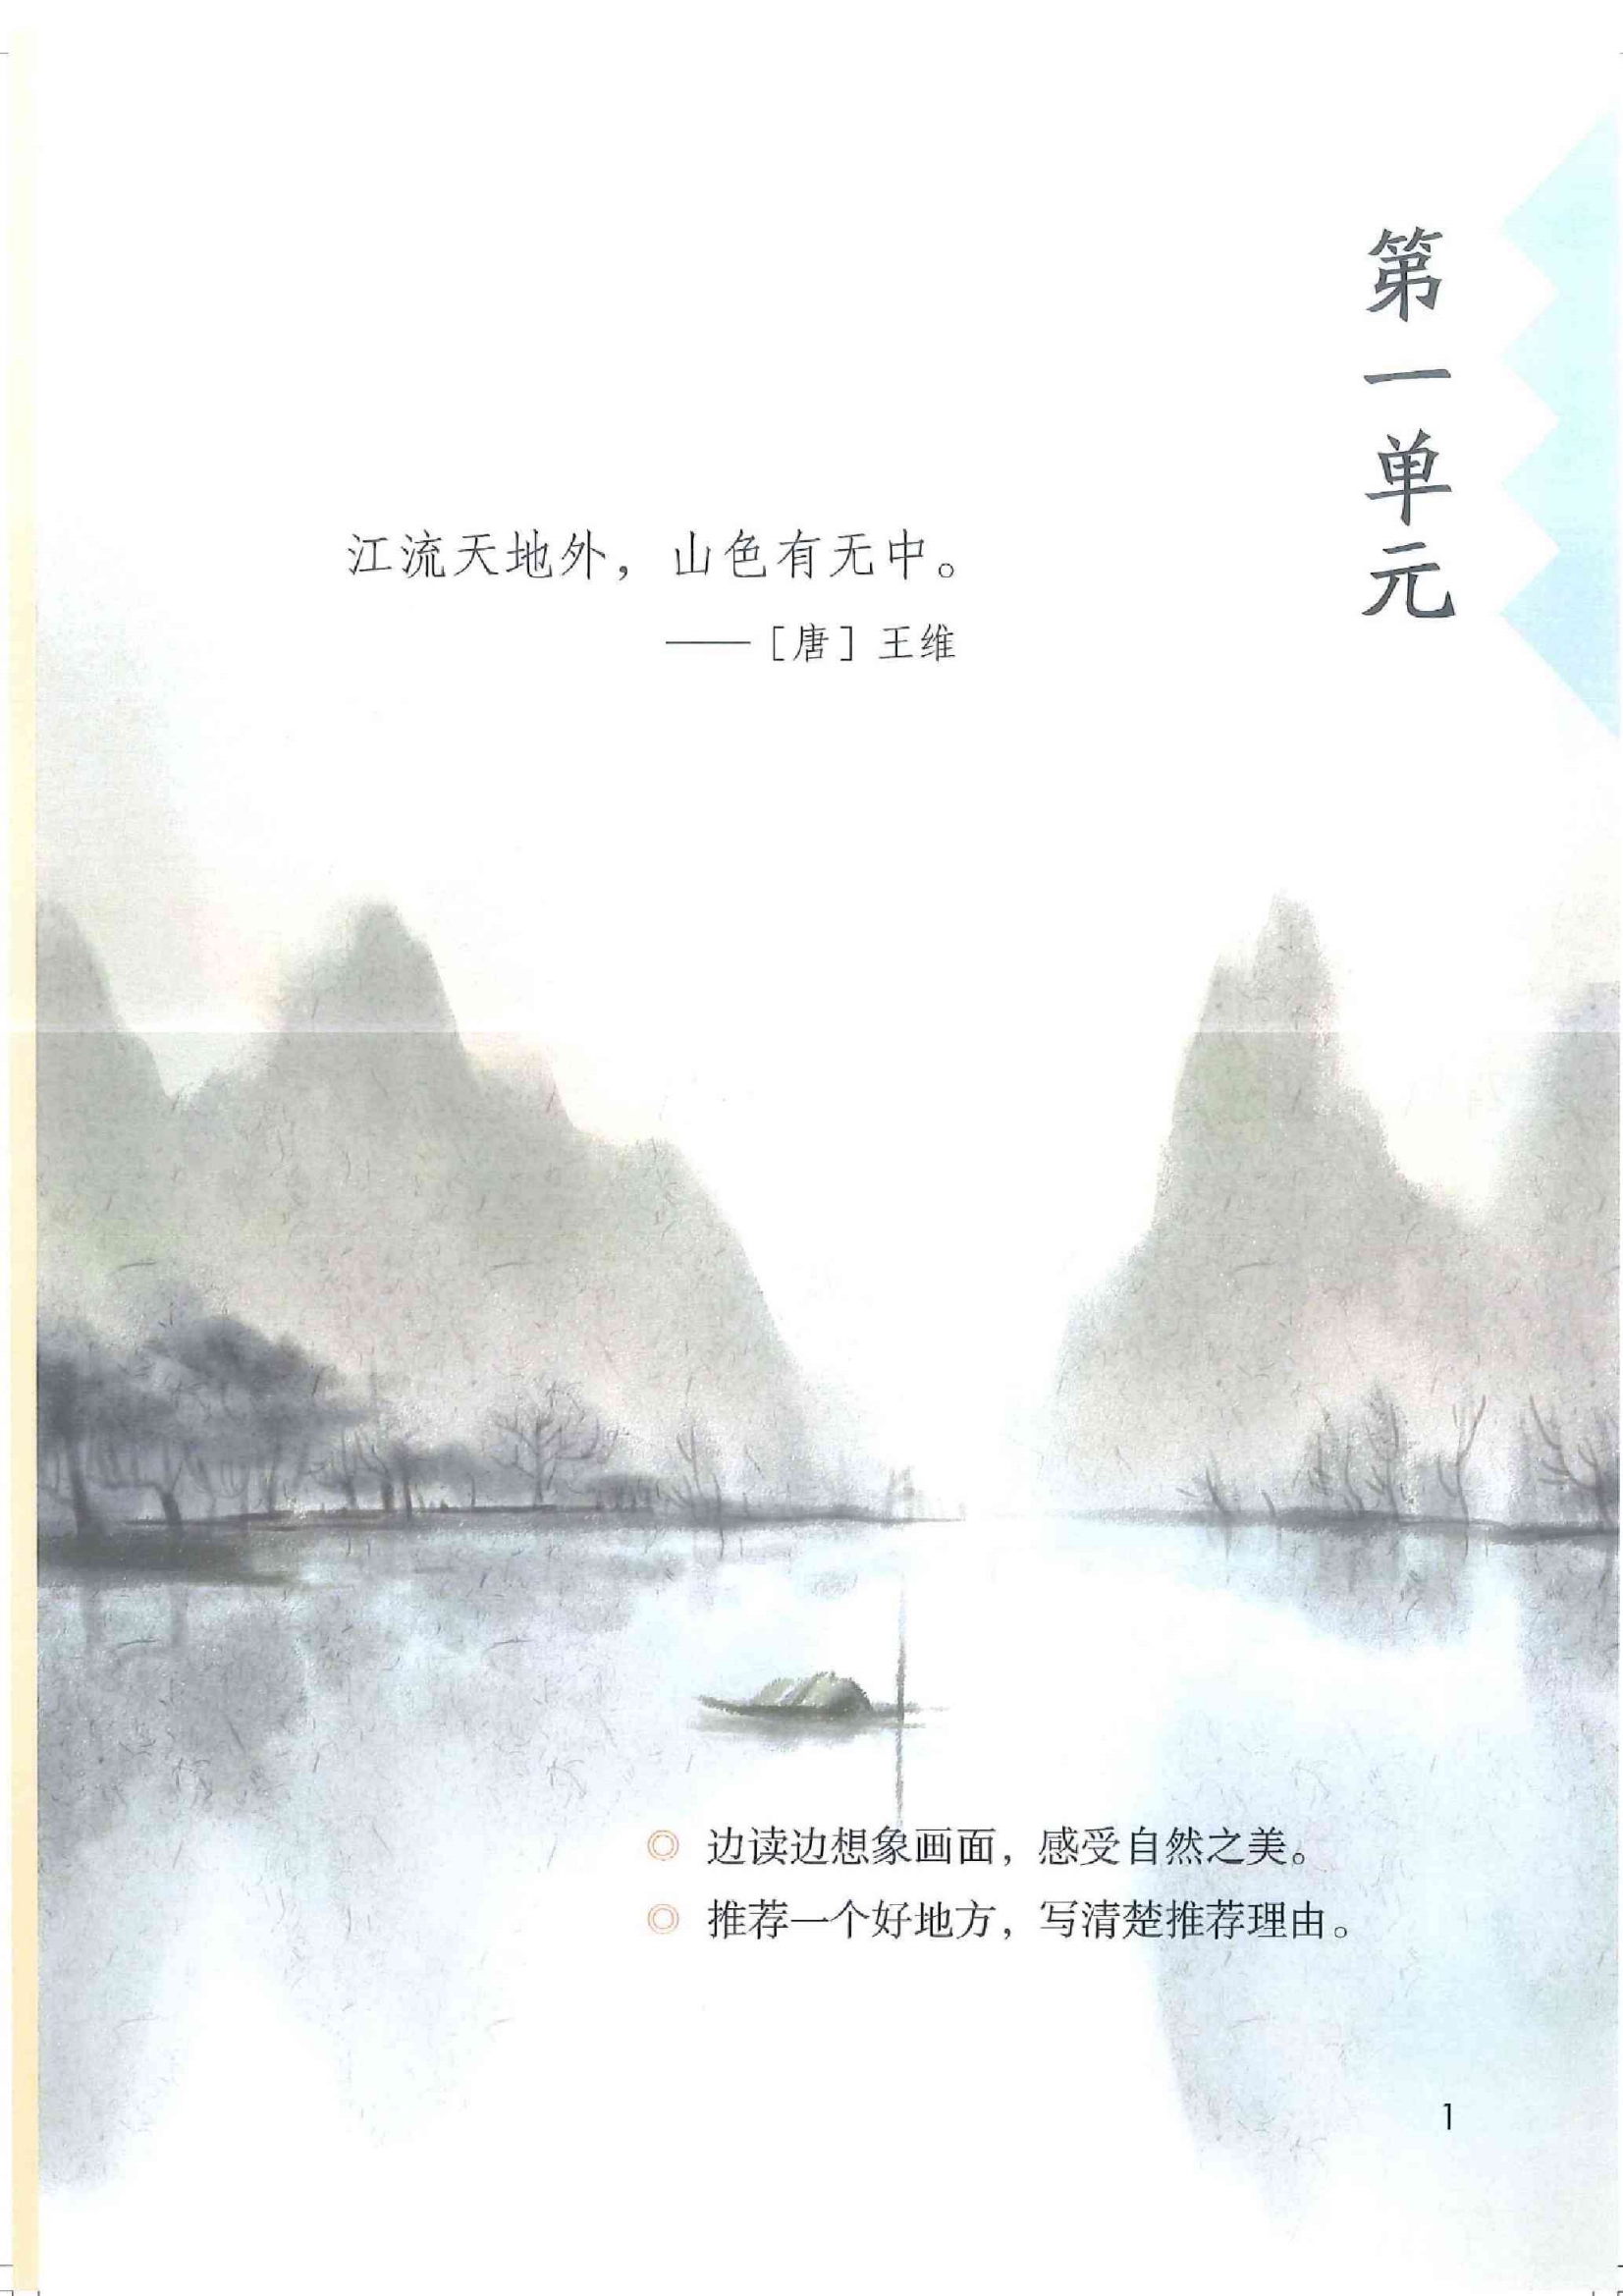 第一单元
江流天地外，山色有无中。
——［唐］王维
◎ 边读边想象画面，感受自然之美。
◎ 推荐一个好地方，写清楚推荐理由。
1